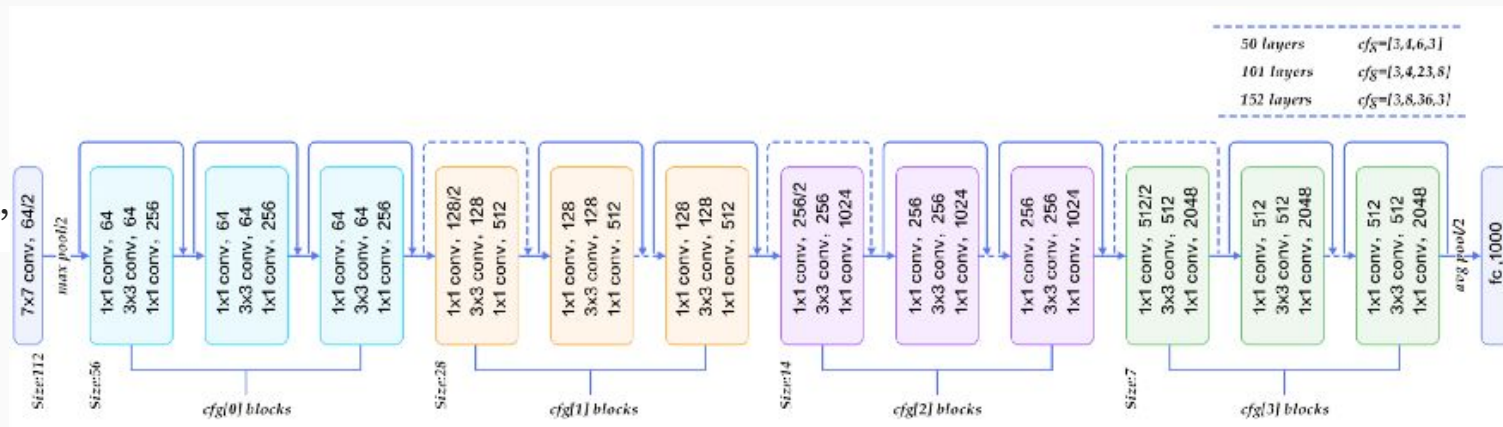 50 layers cfg=[3,4,6,3]
101 layers cfg=[3,4,23,8]
152 layers cfg=[3,8,36,3]
,
7x7 conv, 64/2
max pool/2
1x1 conv, 64
3x3 conv, 64
1x1 conv, 256
1x1 conv, 64
3x3 conv, 64
1x1 conv, 256
1x1 conv, 64
3x3 conv, 64
1x1 conv, 256
1x1 conv, 128/2
3x3 conv, 128
1x1 conv, 512
1x1 conv, 128
3x3 conv, 128
1x1 conv, 512
1x1 conv, 128
3x3 conv, 128
1x1 conv, 512
1x1 conv, 256/2
3x3 conv, 256
1x1 conv, 1024
1x1 conv, 256
3x3 conv, 256
1x1 conv, 1024
1x1 conv, 256
3x3 conv, 256
1x1 conv, 1024
1x1 conv, 512/2
3x3 conv, 512
1x1 conv, 2048
1x1 conv, 512
3x3 conv, 512
1x1 conv, 2048
1x1 conv, 512
3x3 conv, 512
1x1 conv, 2048
avg pool/2
fc ,1000
Size:112
Size:56
cfg[0] blocks
Size:28
cfg[1] blocks
Size:14
cfg[2] blocks
Size:7
cfg[3] blocks